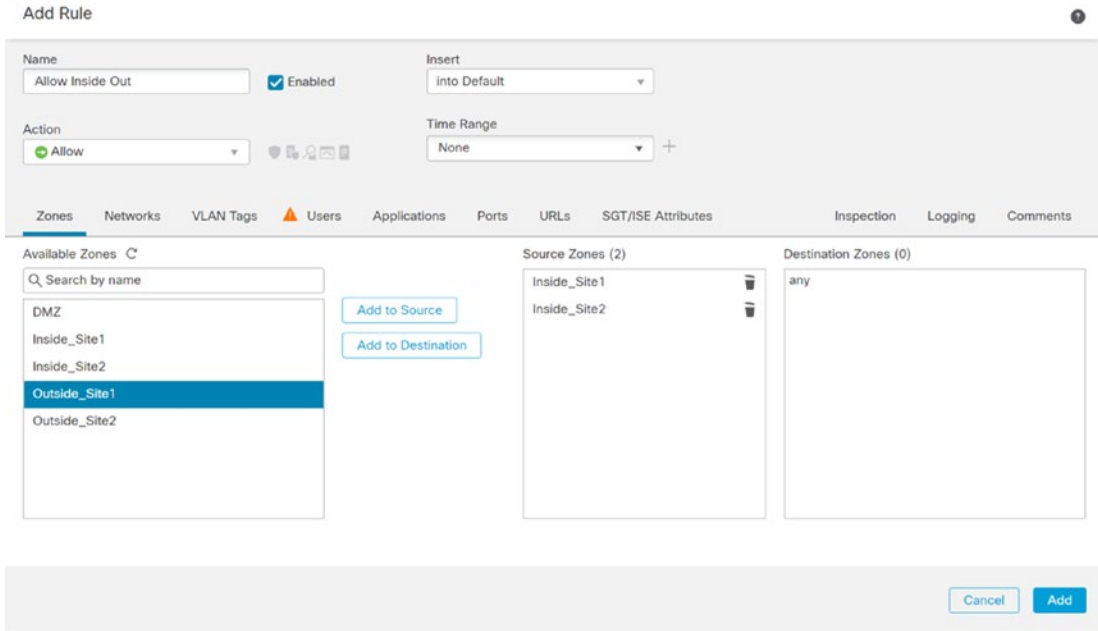 Add Rule
Name
Insert
Allow Inside Out
Enabled
into Default
Action
Time Range
Allow
None
Zones Networks VLAN Tags Users Applications Ports URLs SGT/ISE Attributes Inspection Logging Comments
Available Zones
Source Zones (2)
Destination Zones (0)
Search by name
Inside_Site1
any
DMZ
Add to Source
Inside_Site2
Inside_Site1
Add to Destination
Inside_Site2
Outside_Site1
Outside_Site2
Cancel
Add